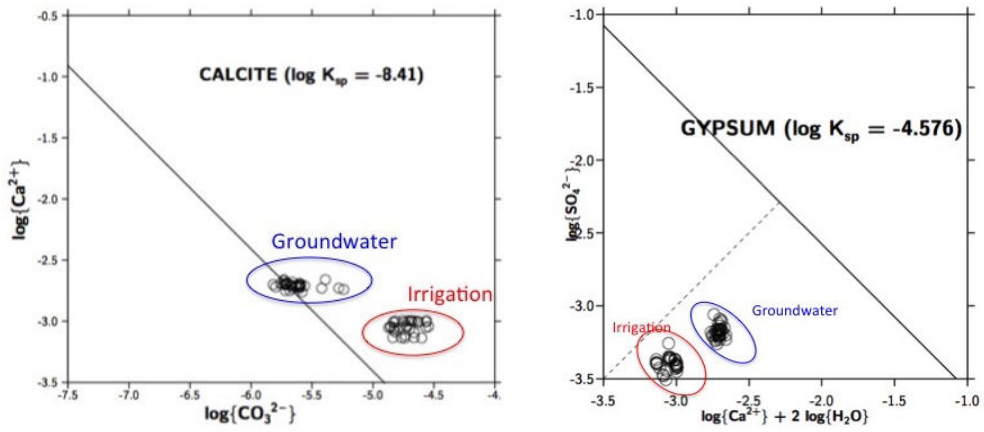 -0.5
-1.0
-1.5
-2.0
-2.5
-3.0
-3.5
log{Ca²⁺}
CALCITE (log Kₛₚ = -8.41)
Groundwater
Irrigation
-7.5
-7.0
-6.5
-6.0
-5.5
-5.0
-4.5
-4.
log{CO₃²⁻}
-1.0
-1.5
-2.0
-2.5
-3.0
-3.5
log{SO₄²⁻}
GYPSUM (log Kₛₚ = -4.576)
Groundwater
Irrigation
-3.5
-3.0
-2.5
-2.0
-1.5
-1.0
log{Ca²⁺} + 2 log{H₂O}